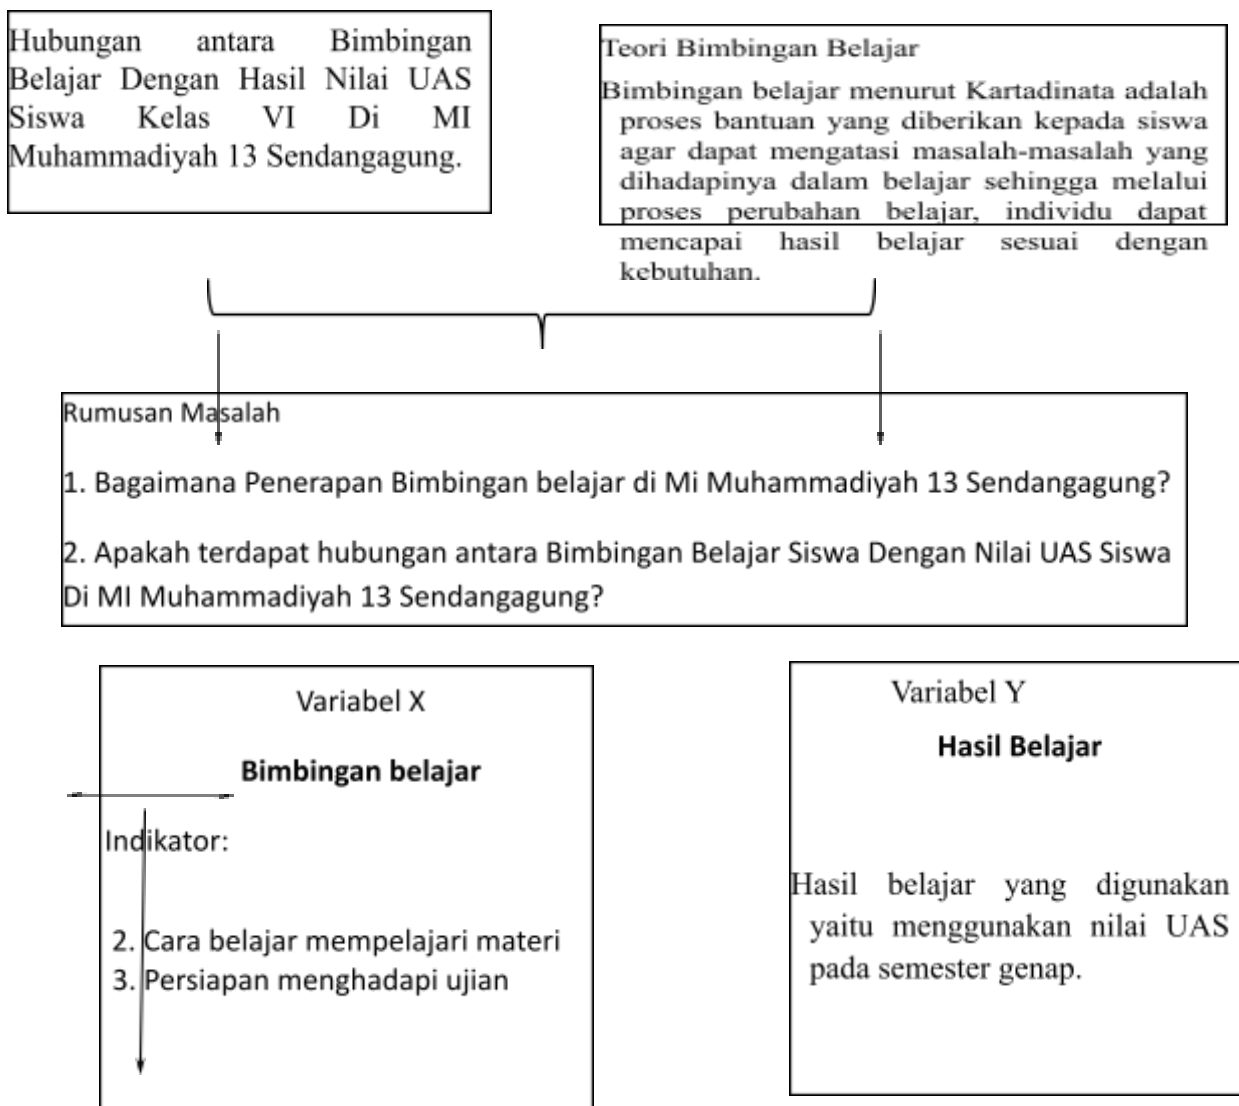 Hubungan antara Bimbingan
Belajar Dengan Hasil Nilai UAS
Siswa Kelas VI Di MI
Muhammadiyah 13 Sendangagung.
Teori Bimbingan Belajar
Bimbingan belajar menurut Kartadinata adalah
proses bantuan yang diberikan kepada siswa
agar dapat mengatasi masalah-masalah yang
dihadapinya dalam belajar sehingga melalui
proses perubahan belajar, individu dapat
mencapai hasil belajar sesuai dengan
kebutuhan.
Rumusan Masalah
1. Bagaimana Penerapan Bimbingan belajar di Mi Muhammadiyah 13 Sendangagung?
2. Apakah terdapat hubungan antara Bimbingan Belajar Siswa Dengan Nilai UAS Siswa
Di MI Muhammadiyah 13 Sendangagung?
Variabel X
Bimbingan belajar
Indikator:
2. Cara belajar mempelajari materi
3. Persiapan menghadapi ujian
Variabel Y
Hasil Belajar
Hasil belajar yang digunakan
yaitu menggunakan nilai UAS
pada semester genap.